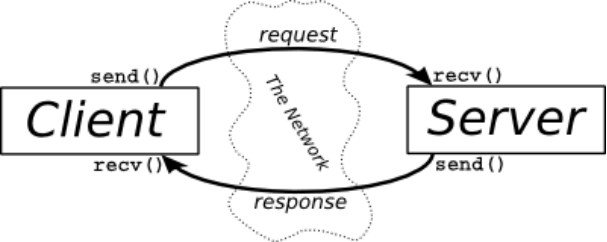 request
send()
recv()
Client
The Network
Server
recv()
send()
response